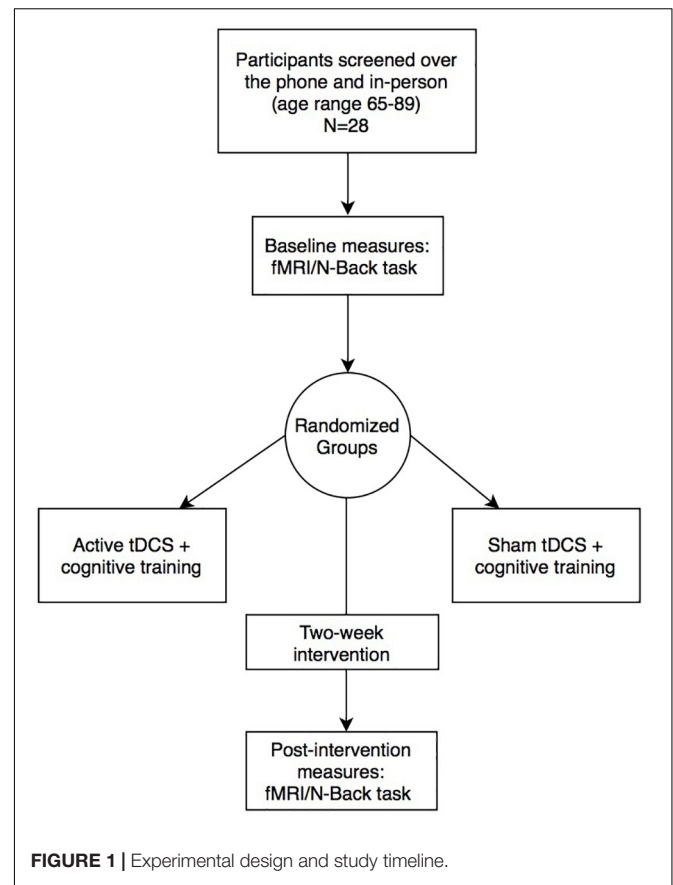 Participants screened over
the phone and in-person
(age range 65-89)
N=28
Baseline measures:
fMRI/N-Back task
Randomized
Groups
Active tDCS +
cognitive training
Sham tDCS +
cognitive training
Two-week
intervention
Post-intervention
measures:
fMRI/N-Back task
FIGURE 1 | Experimental design and study timeline.